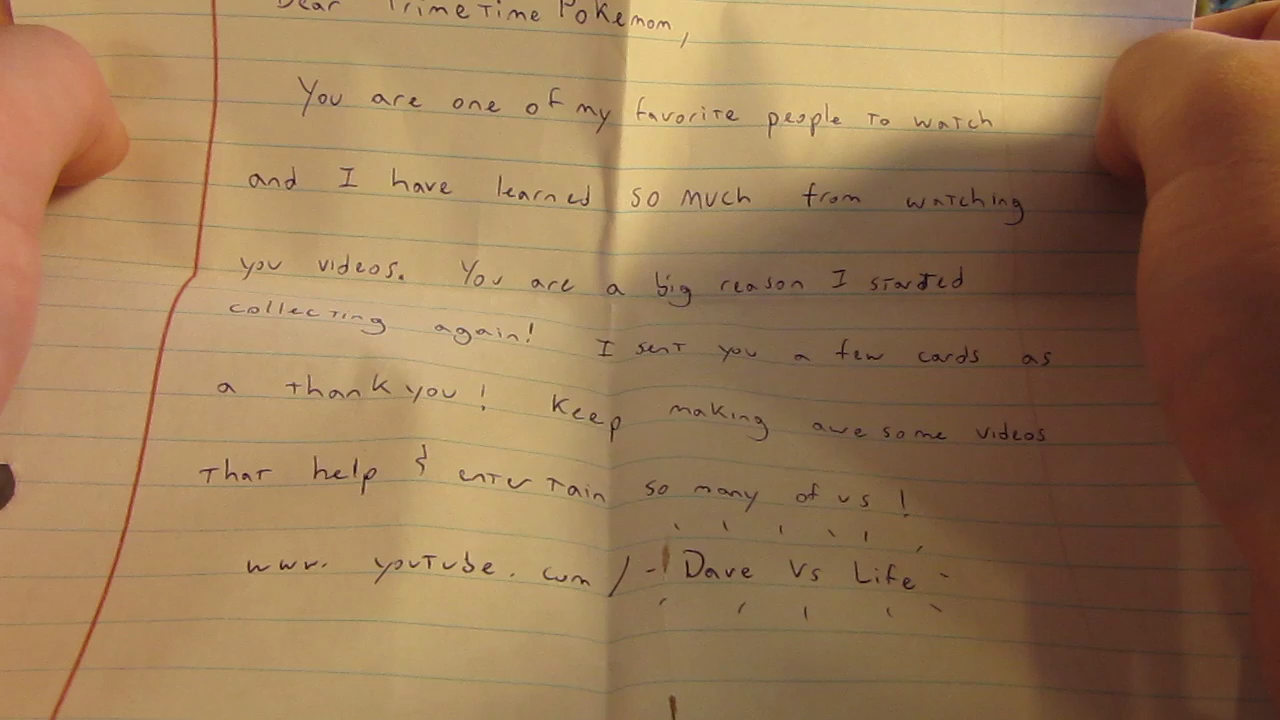 Dear PrimeTime Pokemom,
You are one of my favorite people to watch
and I have learned so much from watching
you videos. You are a big reason I started
collecting again! I sent you a few cards as
a thank you! Keep making awesome videos
that help & entertain so many of us!
www.youtube.com/ Dave Vs Life